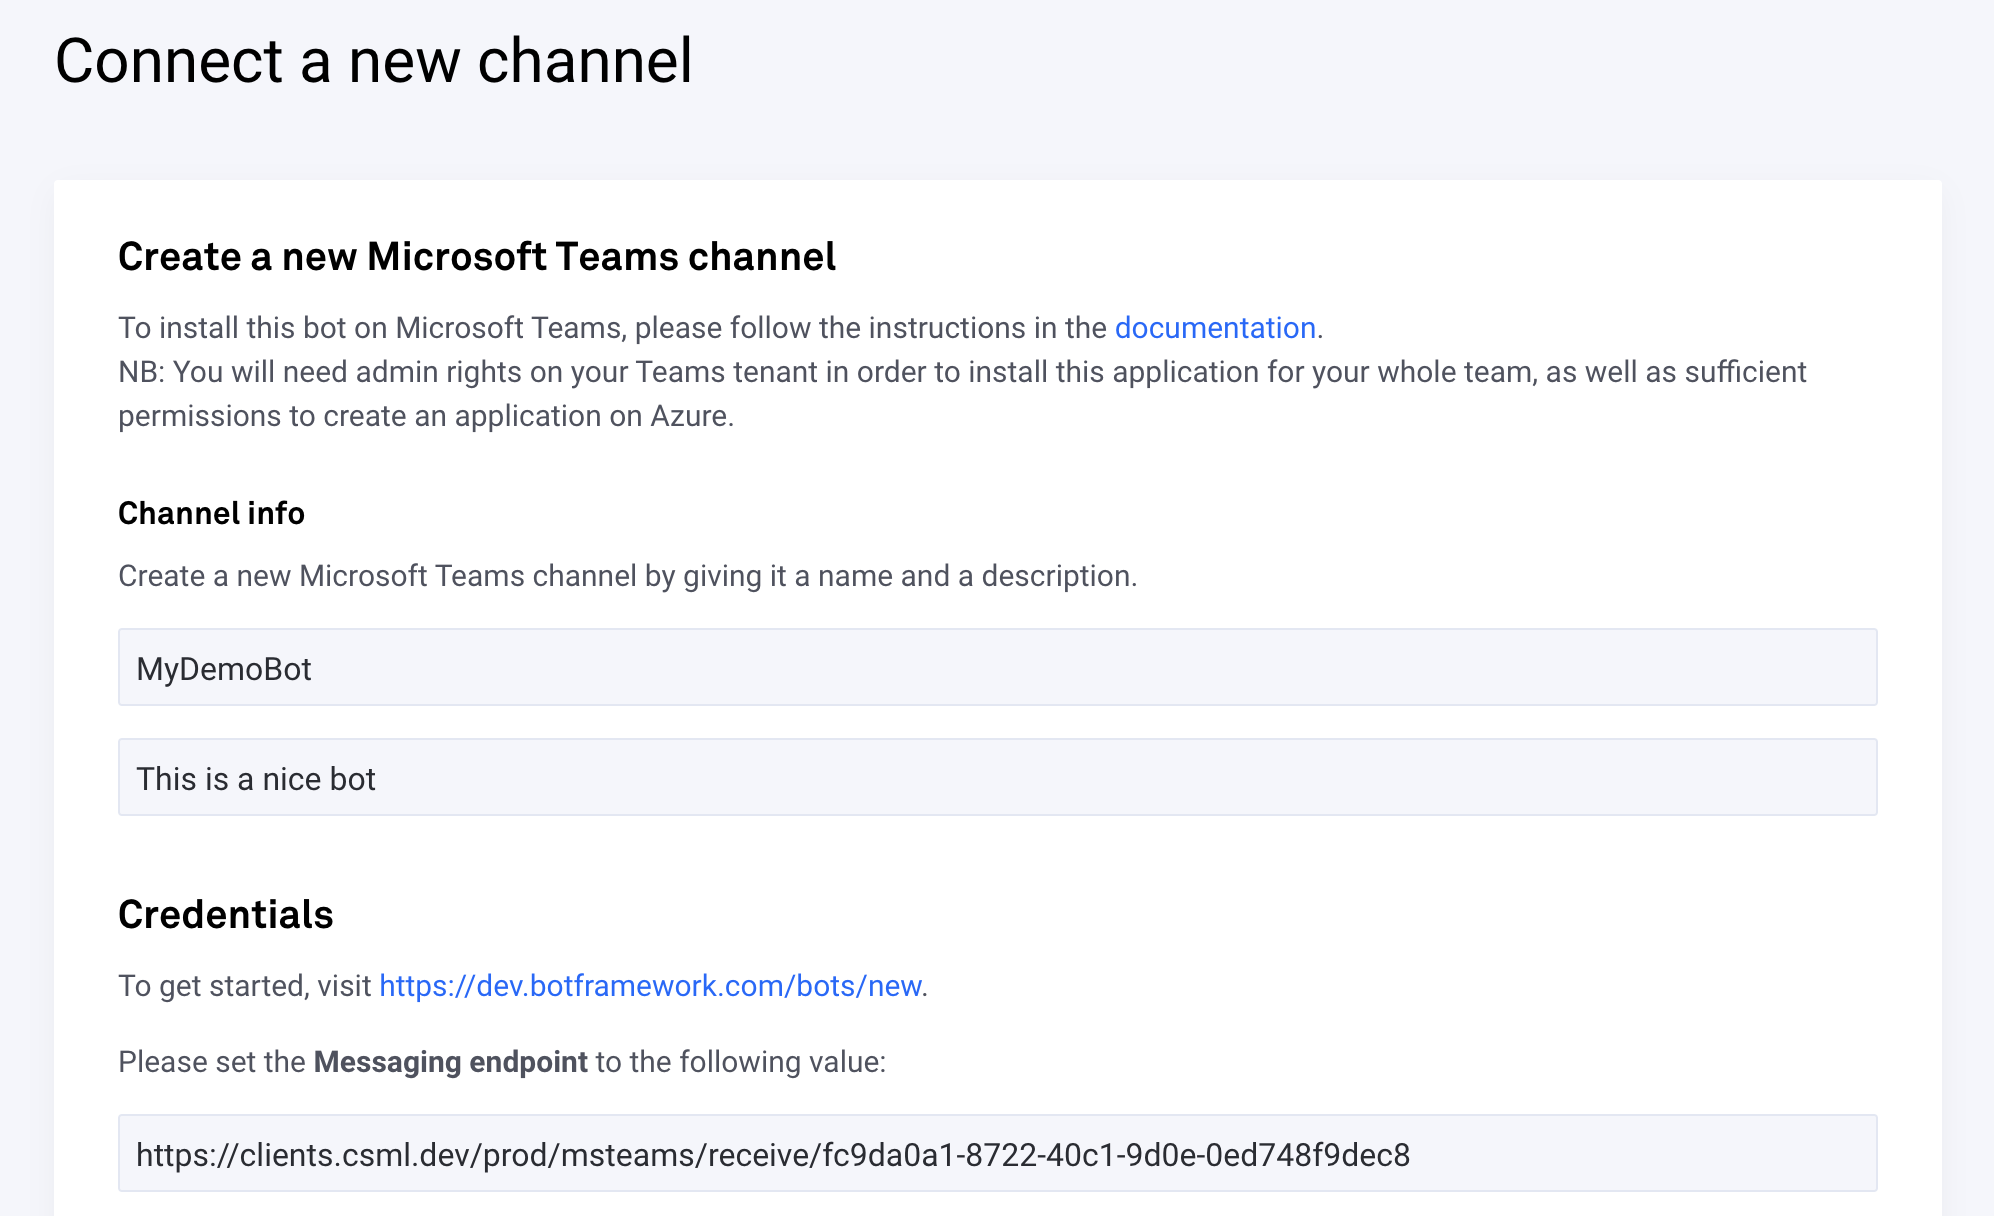 Connect a new channel
Create a new Microsoft Teams channel
To install this bot on Microsoft Teams, please follow the instructions in the documentation.
NB: You will need admin rights on your Teams tenant in order to install this application for your whole team, as well as sufficient
permissions to create an application on Azure.
Channel info
Create a new Microsoft Teams channel by giving it a name and a description.
MyDemoBot
This is a nice bot
Credentials
To get started, visit https://dev.botframework.com/bots/new.
Please set the Messaging endpoint to the following value:
https://clients.csml.dev/prod/msteams/receive/fc9da0a1-8722-40c1-9d0e-0ed748f9dec8